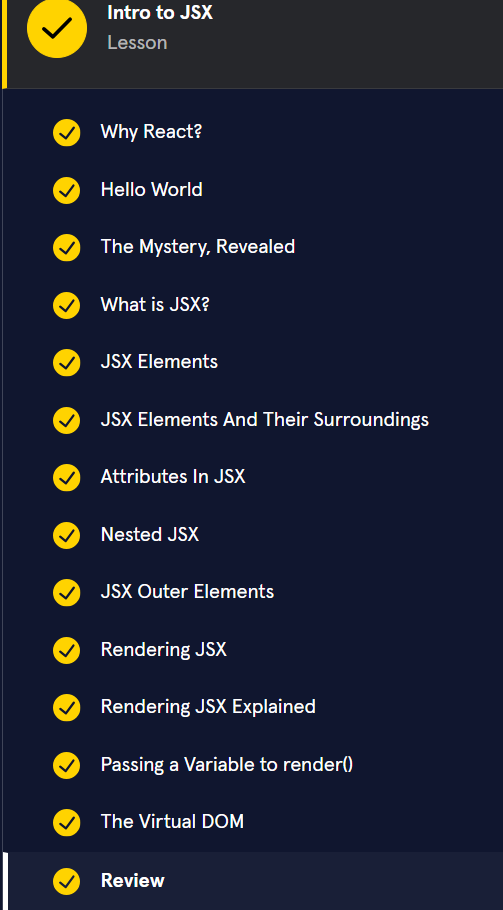 Intro to JSX
Lesson
Why React?
Hello World
The Mystery, Revealed
What is JSX?
JSX Elements
JSX Elements And Their Surroundings
Attributes In JSX
Nested JSX
JSX Outer Elements
Rendering JSX
Rendering JSX Explained
Passing a Variable to render()
The Virtual DOM
Review